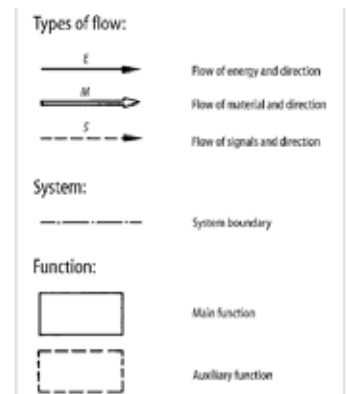 Types of flow:
E
Flow of energy and direction
M
Flow of material and direction
S
Flow of signals and direction
System:
System boundary
Function:
Main function
Auxiliary function